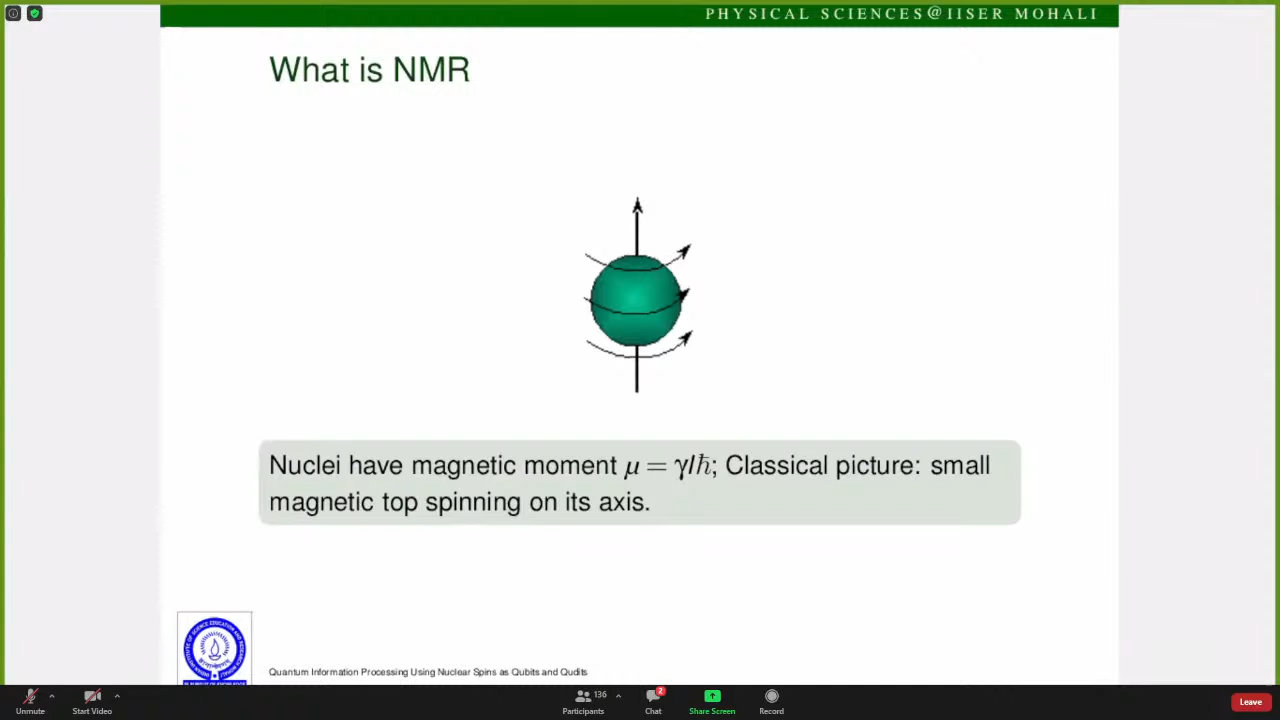 PHYSICAL SCIENCES@IISER MOHALI
What is NMR
Nuclei have magnetic moment μ = γIħ; Classical picture: small
magnetic top spinning on its axis.
Quantum Information Processing Using Nuclear Spins as Qubits and Qudits
136
2
Unmute
Start Video
Participants
Chat
Share Screen
Record
Leave